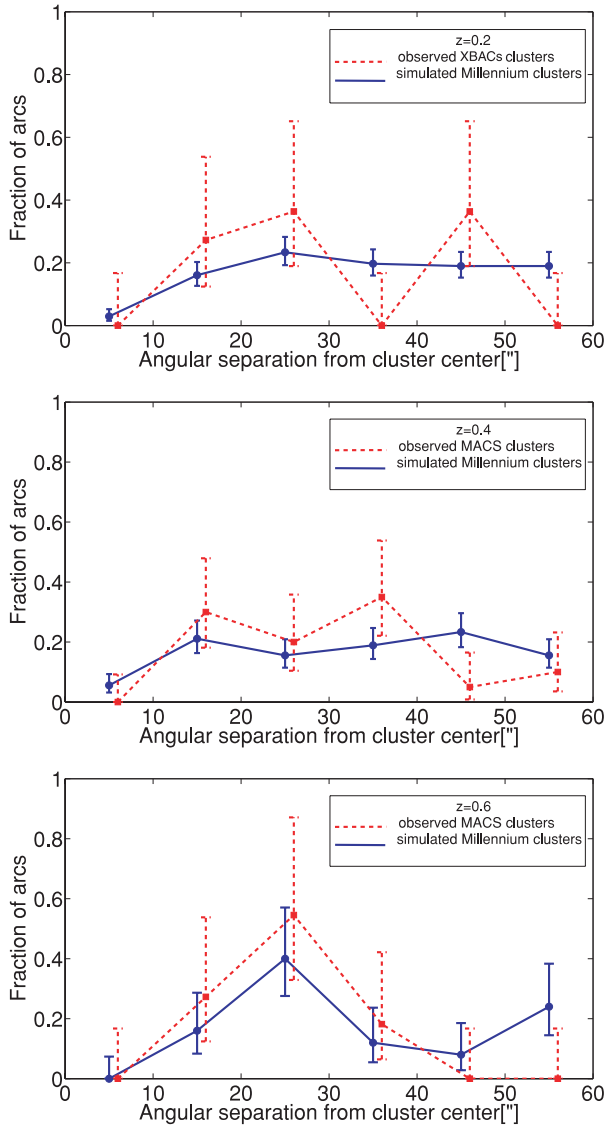 z=0.2
observed XBACs clusters
simulated Millennium clusters
Fraction of arcs
1
0.8
0.6
0.4
0.2
0
0 10 20 30 40 50 60
Angular separation from cluster center["]
z=0.4
observed MACS clusters
simulated Millennium clusters
Fraction of arcs
1
0.8
0.6
0.4
0.2
0
0 10 20 30 40 50 60
Angular separation from cluster center["]
z=0.6
observed MACS clusters
simulated Millennium clusters
Fraction of arcs
1
0.8
0.6
0.4
0.2
0
0 10 20 30 40 50 60
Angular separation from cluster center["]